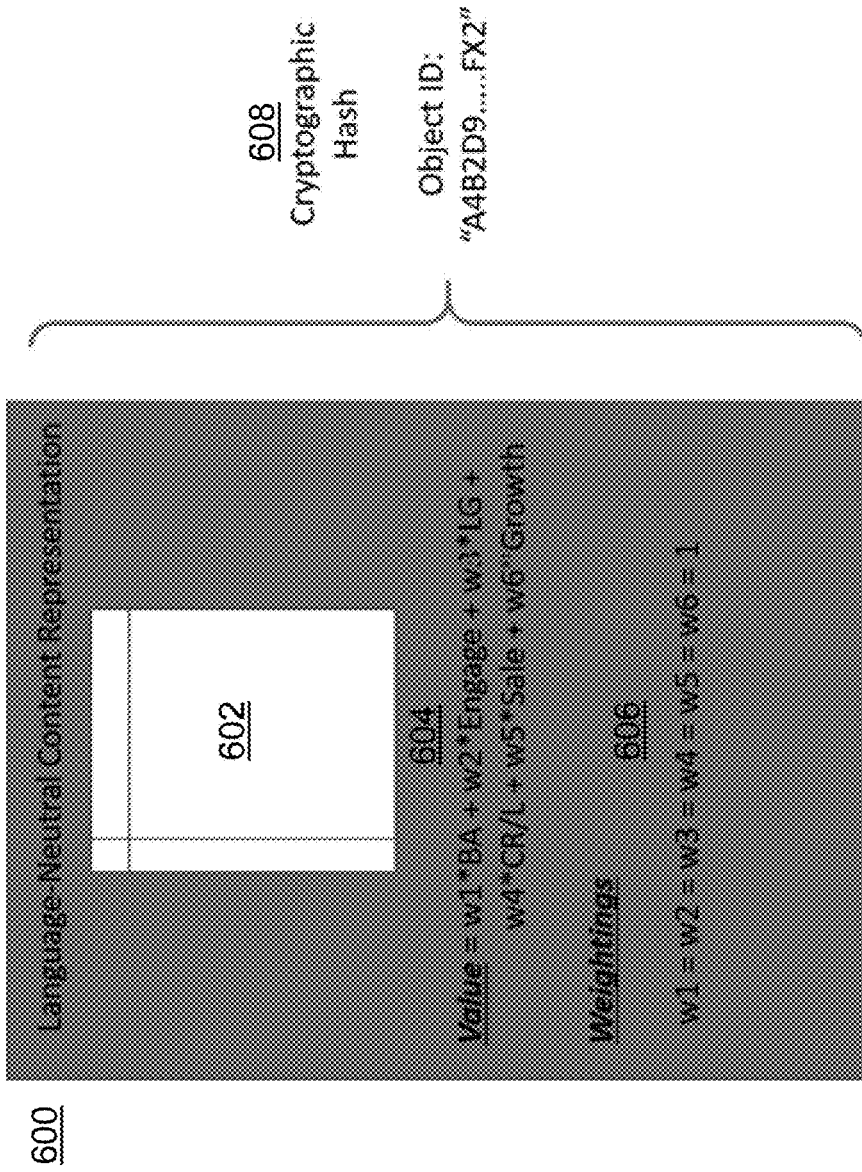 600
Language-Neutral Content Representation
602
604
Value = w1*BA + w2*Engage + w3*LG +
w4*CR/L + w5*Sale + w6*Growth
606
Weightings
w1 = w2 =w3 = w4 = w5 = w6 = 1
608
Cryptographic
Hash
Object ID:
“A4B2D9.....FX2”